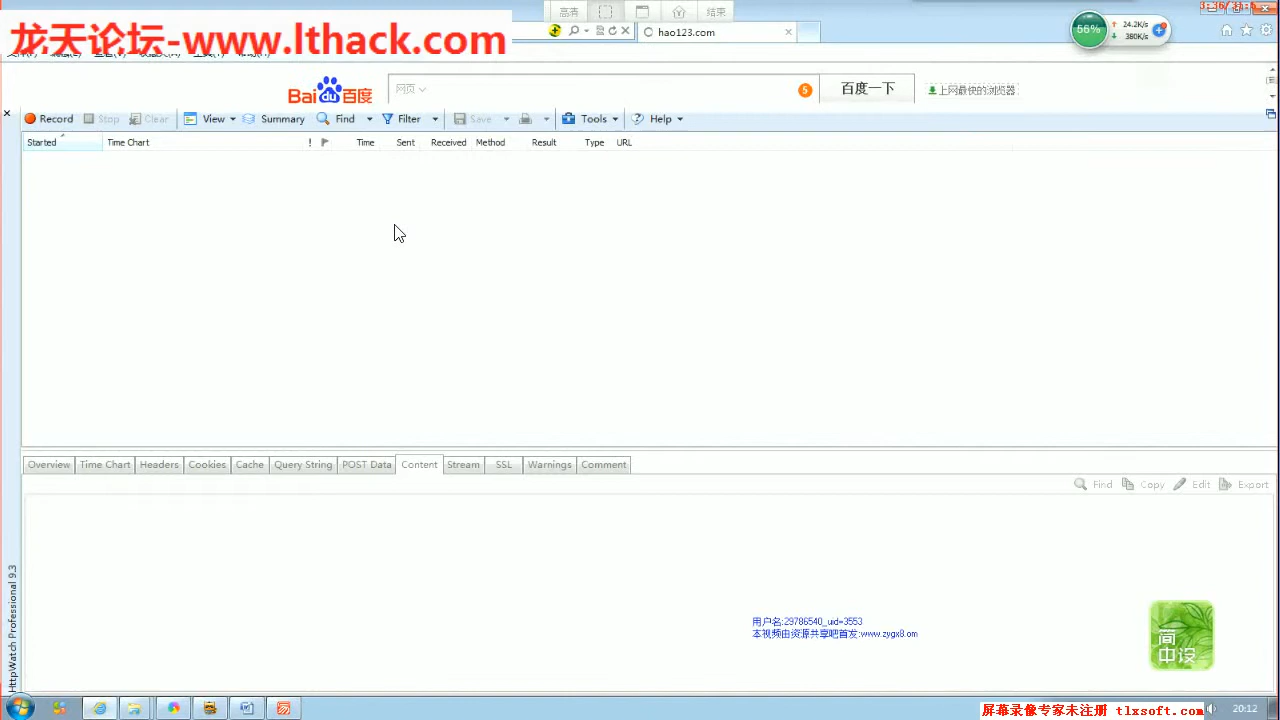 高清
结束
龙天论坛-www.lthack.com
hao123.com
56%
24.2K/s
380K/s
Baidu百度
网页
5
百度一下
上网最快的浏览器
Record Stop Clear View Summary Find Filter Save Tools Help
Started Time Chart ! Time Sent Received Method Result Type URL
Overview Time Chart Headers Cookies Cache Query String POST Data Content Stream SSL Warnings Comment
Find Copy Edit Export
HttpWatch Professional 9.3
用户名:29786540_uid=3553
本视频由资源共享吧首发:www.zygx8.om
简
中设
屏幕录像专家未注册 tlxsoft.com
20:12